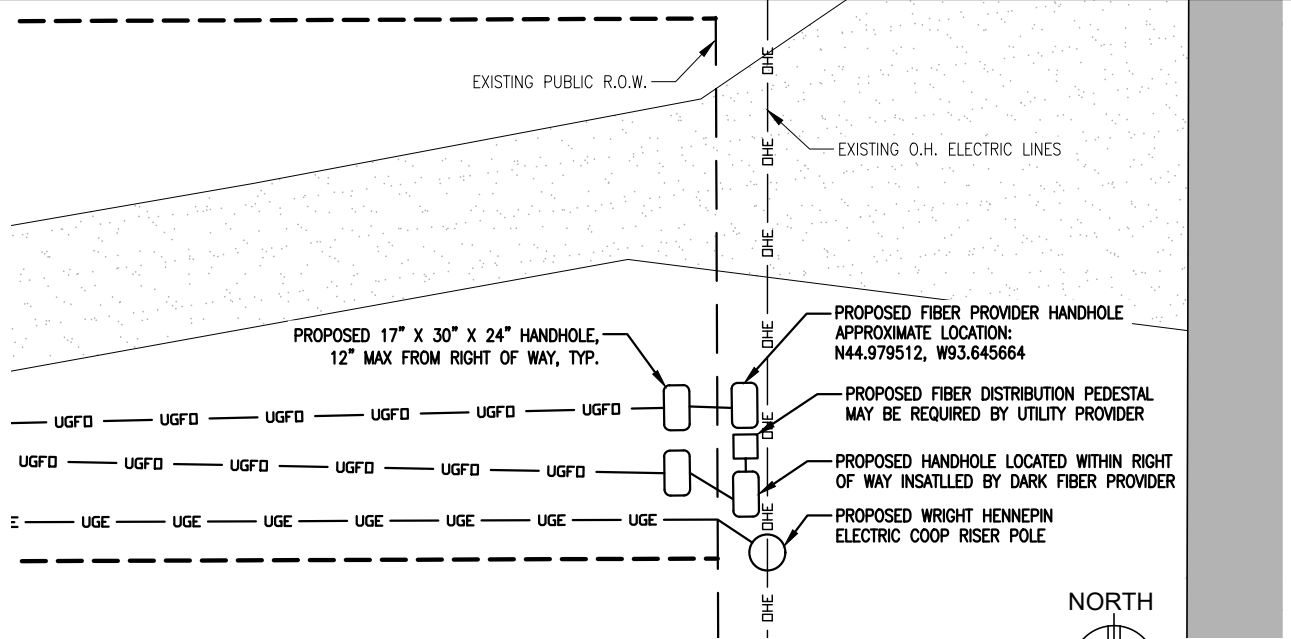 EXISTING PUBLIC R.O.W.
OHE
EXISTING O.H. ELECTRIC LINES
OHE
OHE
PROPOSED FIBER PROVIDER HANDHOLE
APPROXIMATE LOCATION:
N44.979512, W93.645664
PROPOSED 17" X 30" X 24" HANDHOLE,
12" MAX FROM RIGHT OF WAY, TYP.
OHE
PROPOSED FIBER DISTRIBUTION PEDESTAL
MAY BE REQUIRED BY UTILITY PROVIDER
UGFO UGFO UGFO UGFO UGFO UGFO
OHE
UGFO UGFO UGFO UGFO UGFO UGFO
PROPOSED HANDHOLE LOCATED WITHIN RIGHT
OF WAY INSATLLED BY DARK FIBER PROVIDER
E UGE UGE UGE UGE UGE UGE UGE
OHE
PROPOSED WRIGHT HENNEPIN
ELECTRIC COOP RISER POLE
OHE
NORTH